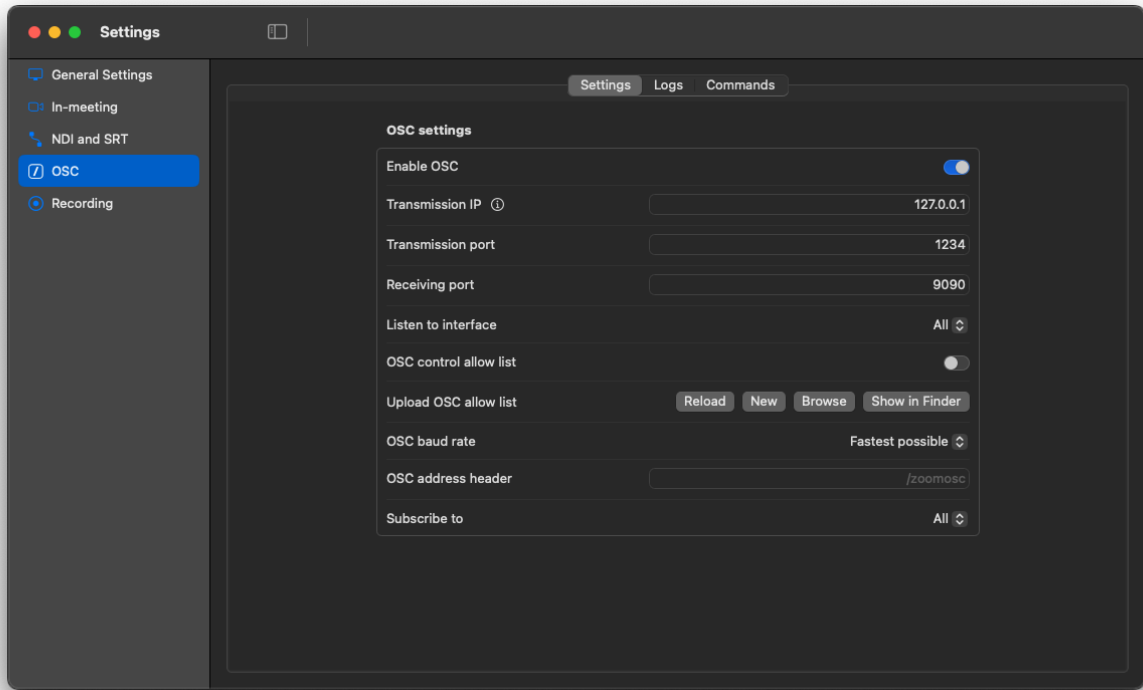 Settings
General Settings
In-meeting
NDI and SRT
OSC
Recording
Settings Logs Commands
OSC settings
Enable OSC
Transmission IP 127.0.0.1
Transmission port 1234
Receiving port 9090
Listen to interface All
OSC control allow list
Upload OSC allow list Reload New Browse Show in Finder
OSC baud rate Fastest possible
OSC address header /zoomosc
Subscribe to All